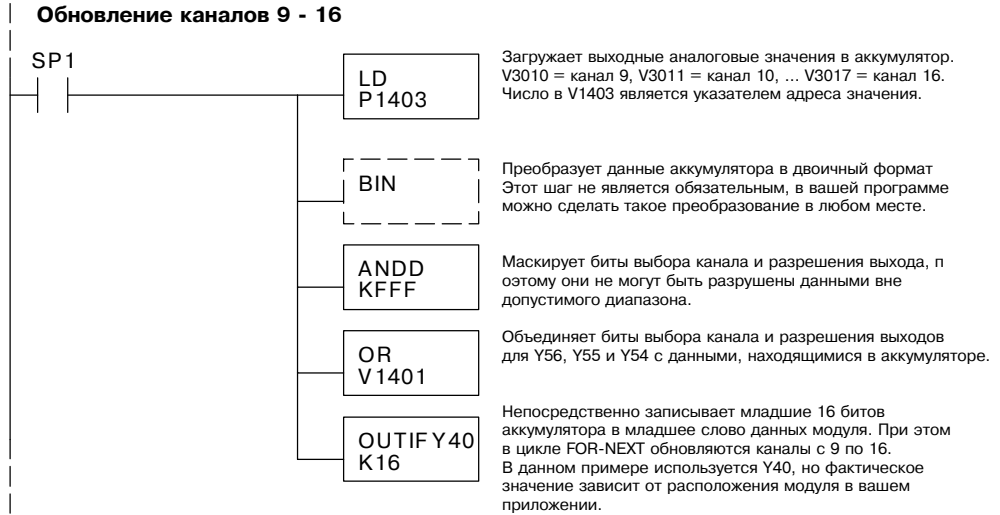 Обновление каналов 9 - 16
SP1
LD
P1403
Загружает выходные аналоговые значения в аккумулятор.
V3010 = канал 9, V3011 = канал 10, ... V3017 = канал 16.
Число в V1403 является указателем адреса значения.
BIN
Преобразует данные аккумулятора в двоичный формат
Этот шаг не является обязательным, в вашей программе
можно сделать такое преобразование в любом месте.
ANDD
KFFF
Маскирует биты выбора канала и разрешения выхода, п
оэтому они не могут быть разрушены данными вне
допустимого диапазона.
OR
V1401
Объединяет биты выбора канала и разрешения выходов
для Y56, Y55 и Y54 с данными, находящимися в аккумуляторе.
OUTIF Y40
K16
Непосредственно записывает младшие 16 битов
аккумулятора в младшее слово данных модуля. При этом
в цикле FOR-NEXT обновляются каналы с 9 по 16.
В данном примере используется Y40, но фактическое
значение зависит от расположения модуля в вашем
приложении.